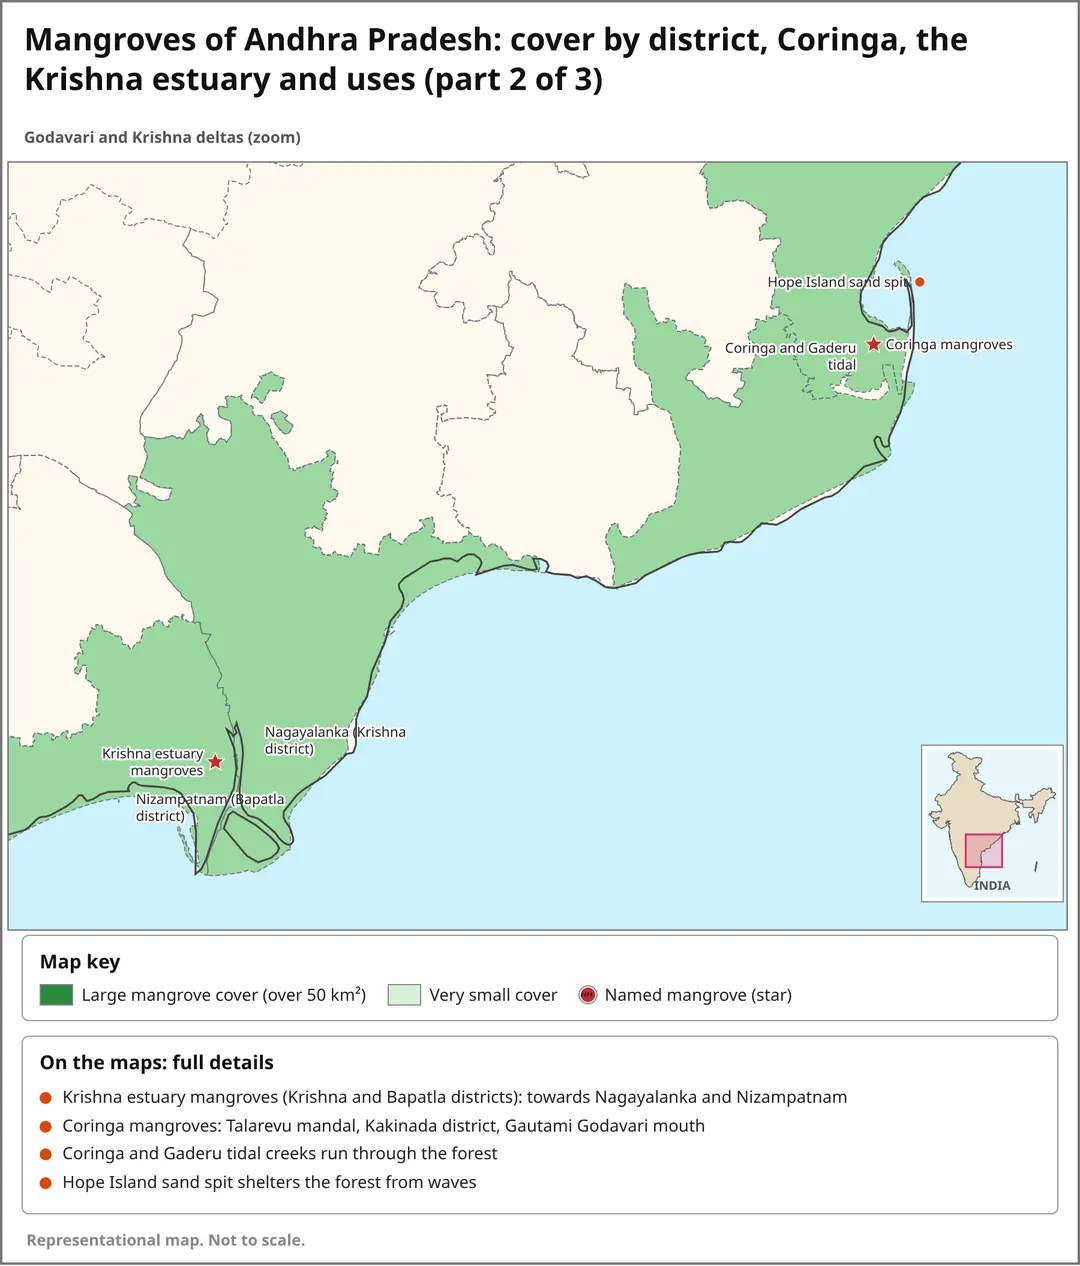 Mangroves of Andhra Pradesh: cover by district, Coringa, the
Krishna estuary and uses (part 2 of 3)
Godavari and Krishna deltas (zoom)
Hope Island sand spit
Coringa and Gaderu
tidal
Coringa mangroves
Nagayalanka (Krishna
district)
Krishna estuary
mangroves
Nizampatnam (Bapatla
district)
INDIA
Map key
Large mangrove cover (over 50 km²)
Very small cover
Named mangrove (star)
On the maps: full details
Krishna estuary mangroves (Krishna and Bapatla districts): towards Nagayalanka and Nizampatnam
Coringa mangroves: Talarevu mandal, Kakinada district, Gautami Godavari mouth
Coringa and Gaderu tidal creeks run through the forest
Hope Island sand spit shelters the forest from waves
Representational map. Not to scale.